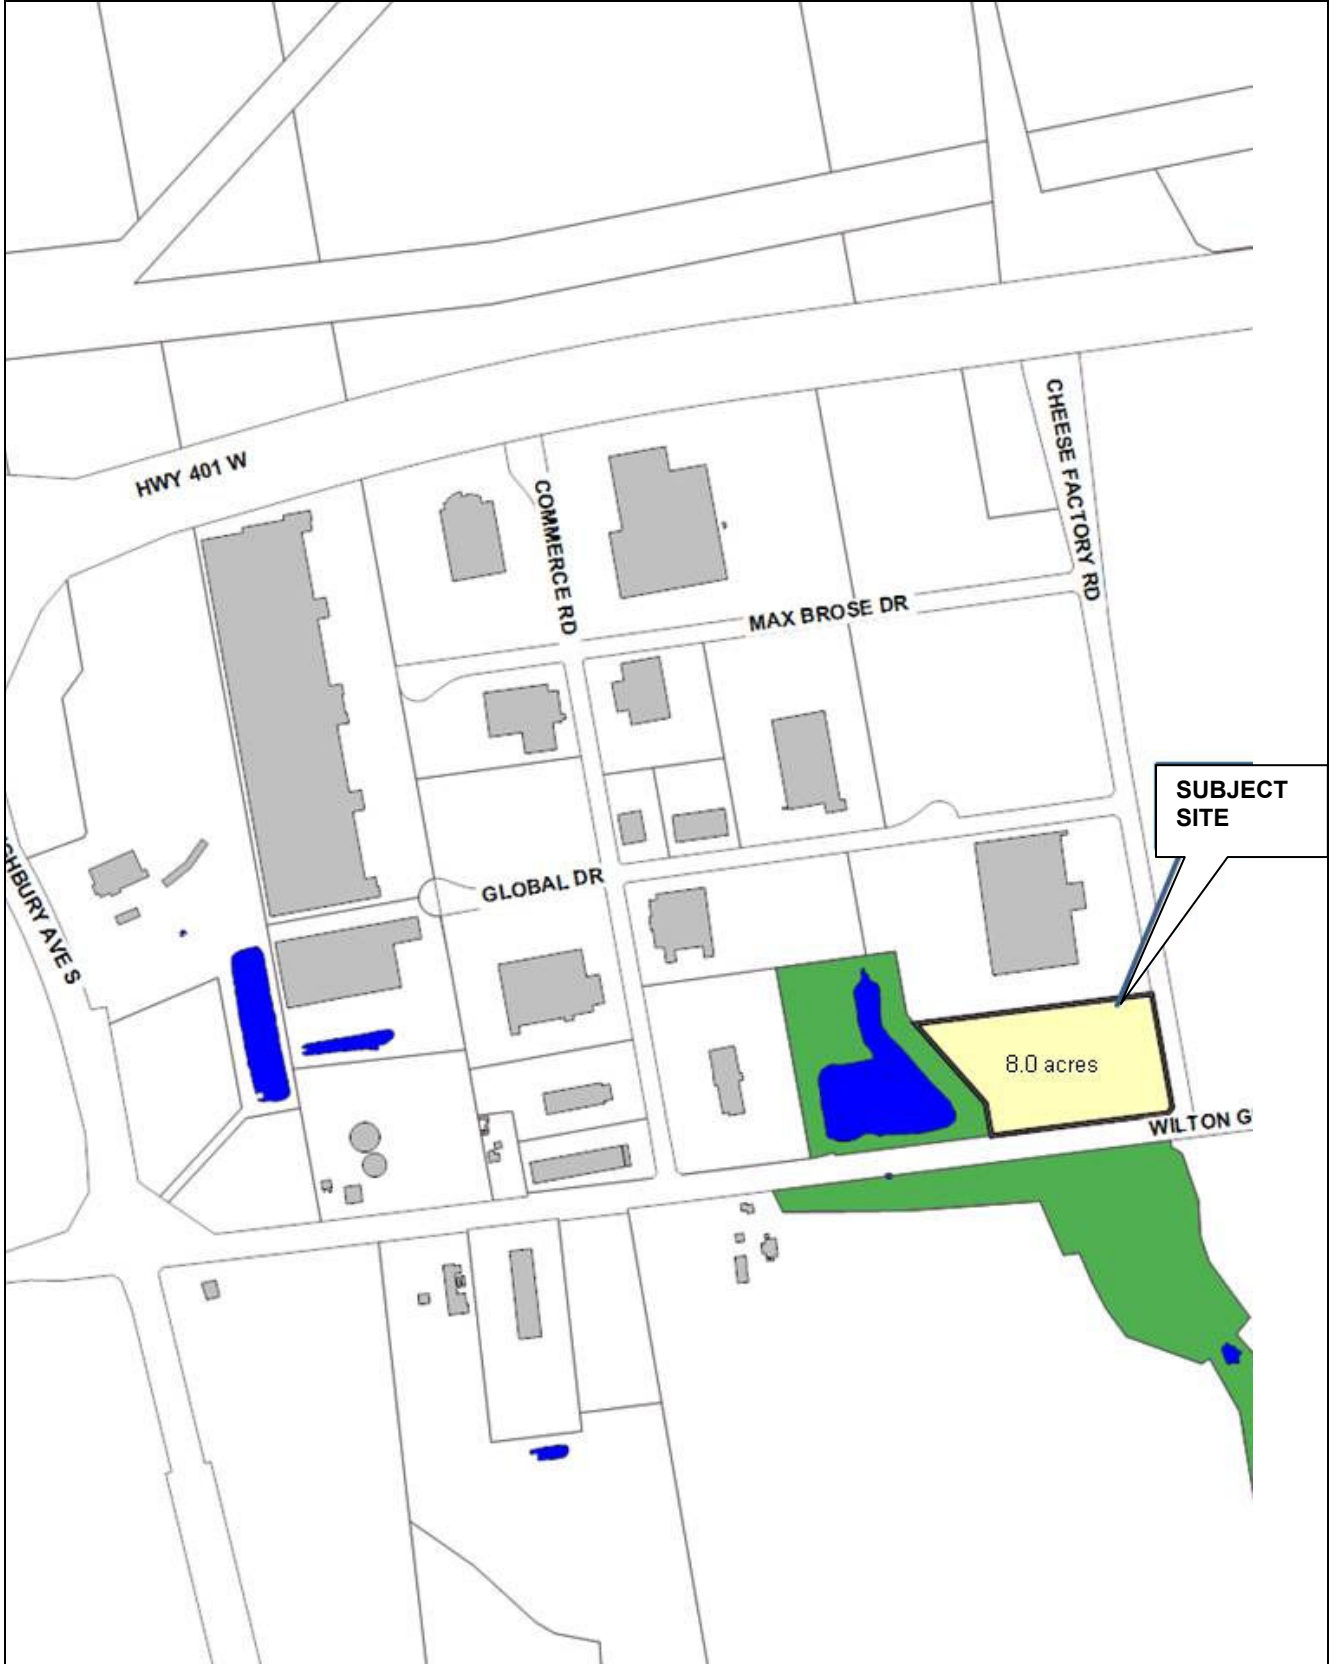 HWY 401 W
COMMERCE RD
CHEESE FACTORY RD
MAX BROSE DR
SUBJECT
SITE
GHBURY AVE S
GLOBAL DR
8.0 acres
WILTON G